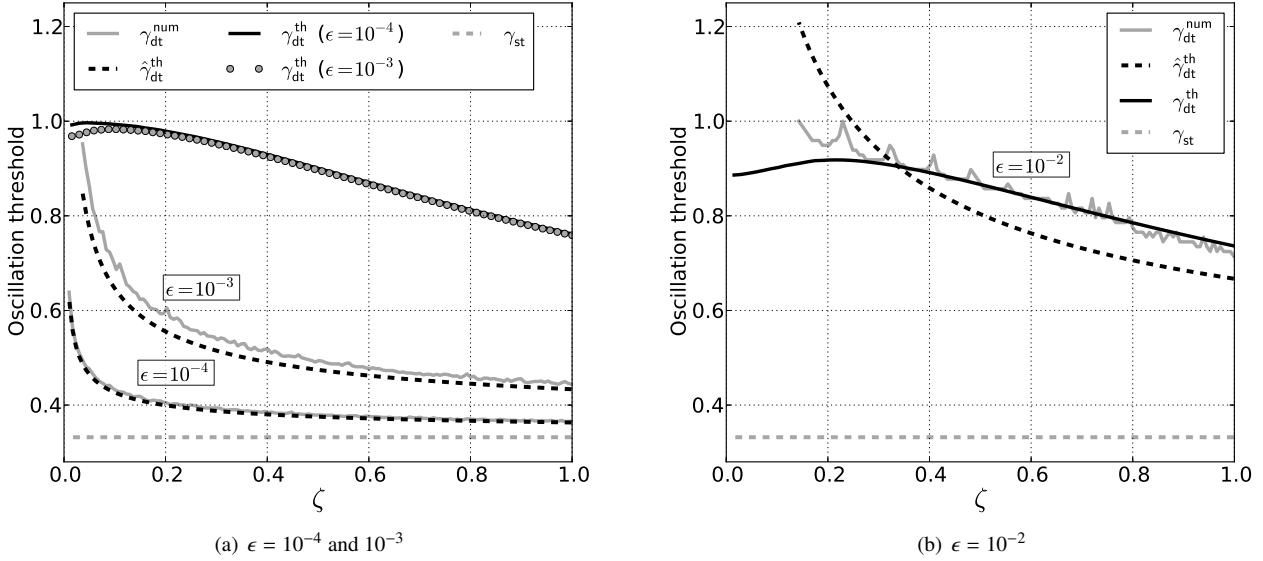 Oscillation threshold
1.2
1.0
0.8
0.6
0.4
0.0 0.2 0.4 0.6 0.8 1.0
ζ
γ_dt^num
γ̂_dt^th
γ_dt^th (ϵ=10⁻⁴)
γ_dt^th (ϵ=10⁻³)
γ_st
ϵ=10⁻³
ϵ=10⁻⁴
(a) ϵ = 10⁻⁴ and 10⁻³
Oscillation threshold
1.2
1.0
0.8
0.6
0.4
0.0 0.2 0.4 0.6 0.8 1.0
ζ
γ_dt^num
γ̂_dt^th
γ_dt^th
γ_st
ϵ=10⁻²
(b) ϵ = 10⁻²